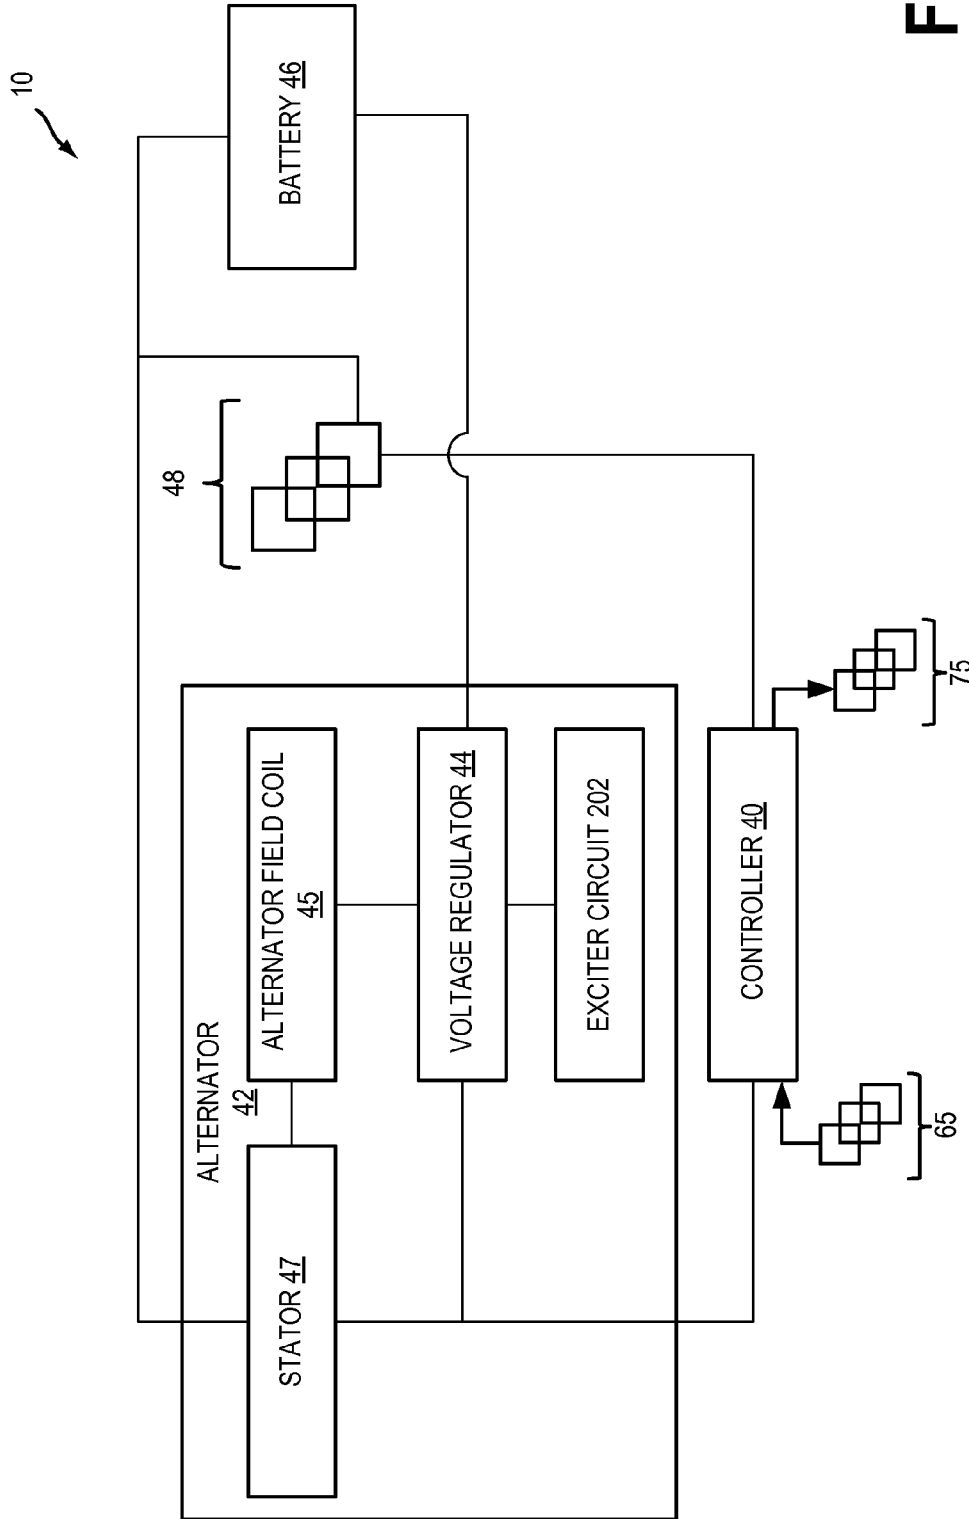 10
BATTERY 46
48
ALTERNATOR
42
ALTERNATOR FIELD COIL
45
STATOR 47
VOLTAGE REGULATOR 44
EXCITER CIRCUIT 202
CONTROLLER 40
65
75
F